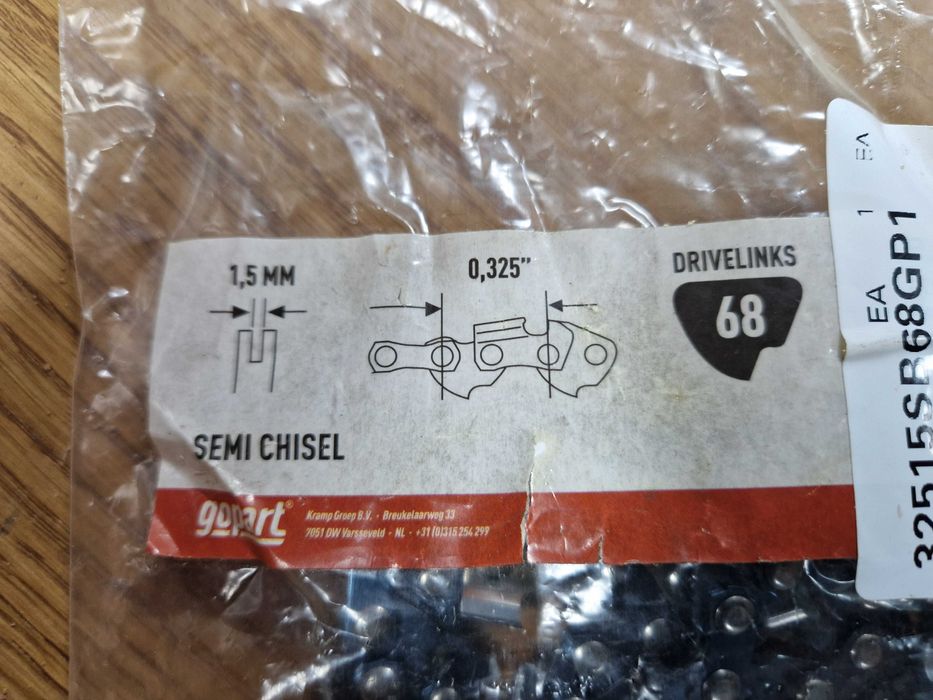 1,5 MM
0,325”
DRIVELINKS
68
SEMI CHISEL
gopart®
Kramp Groep B.V. • Breukelaarweg 33
7051 DW Varsseveld • NL • +31 (0)315 254 299
EA 1
EA
32515SB68GP1